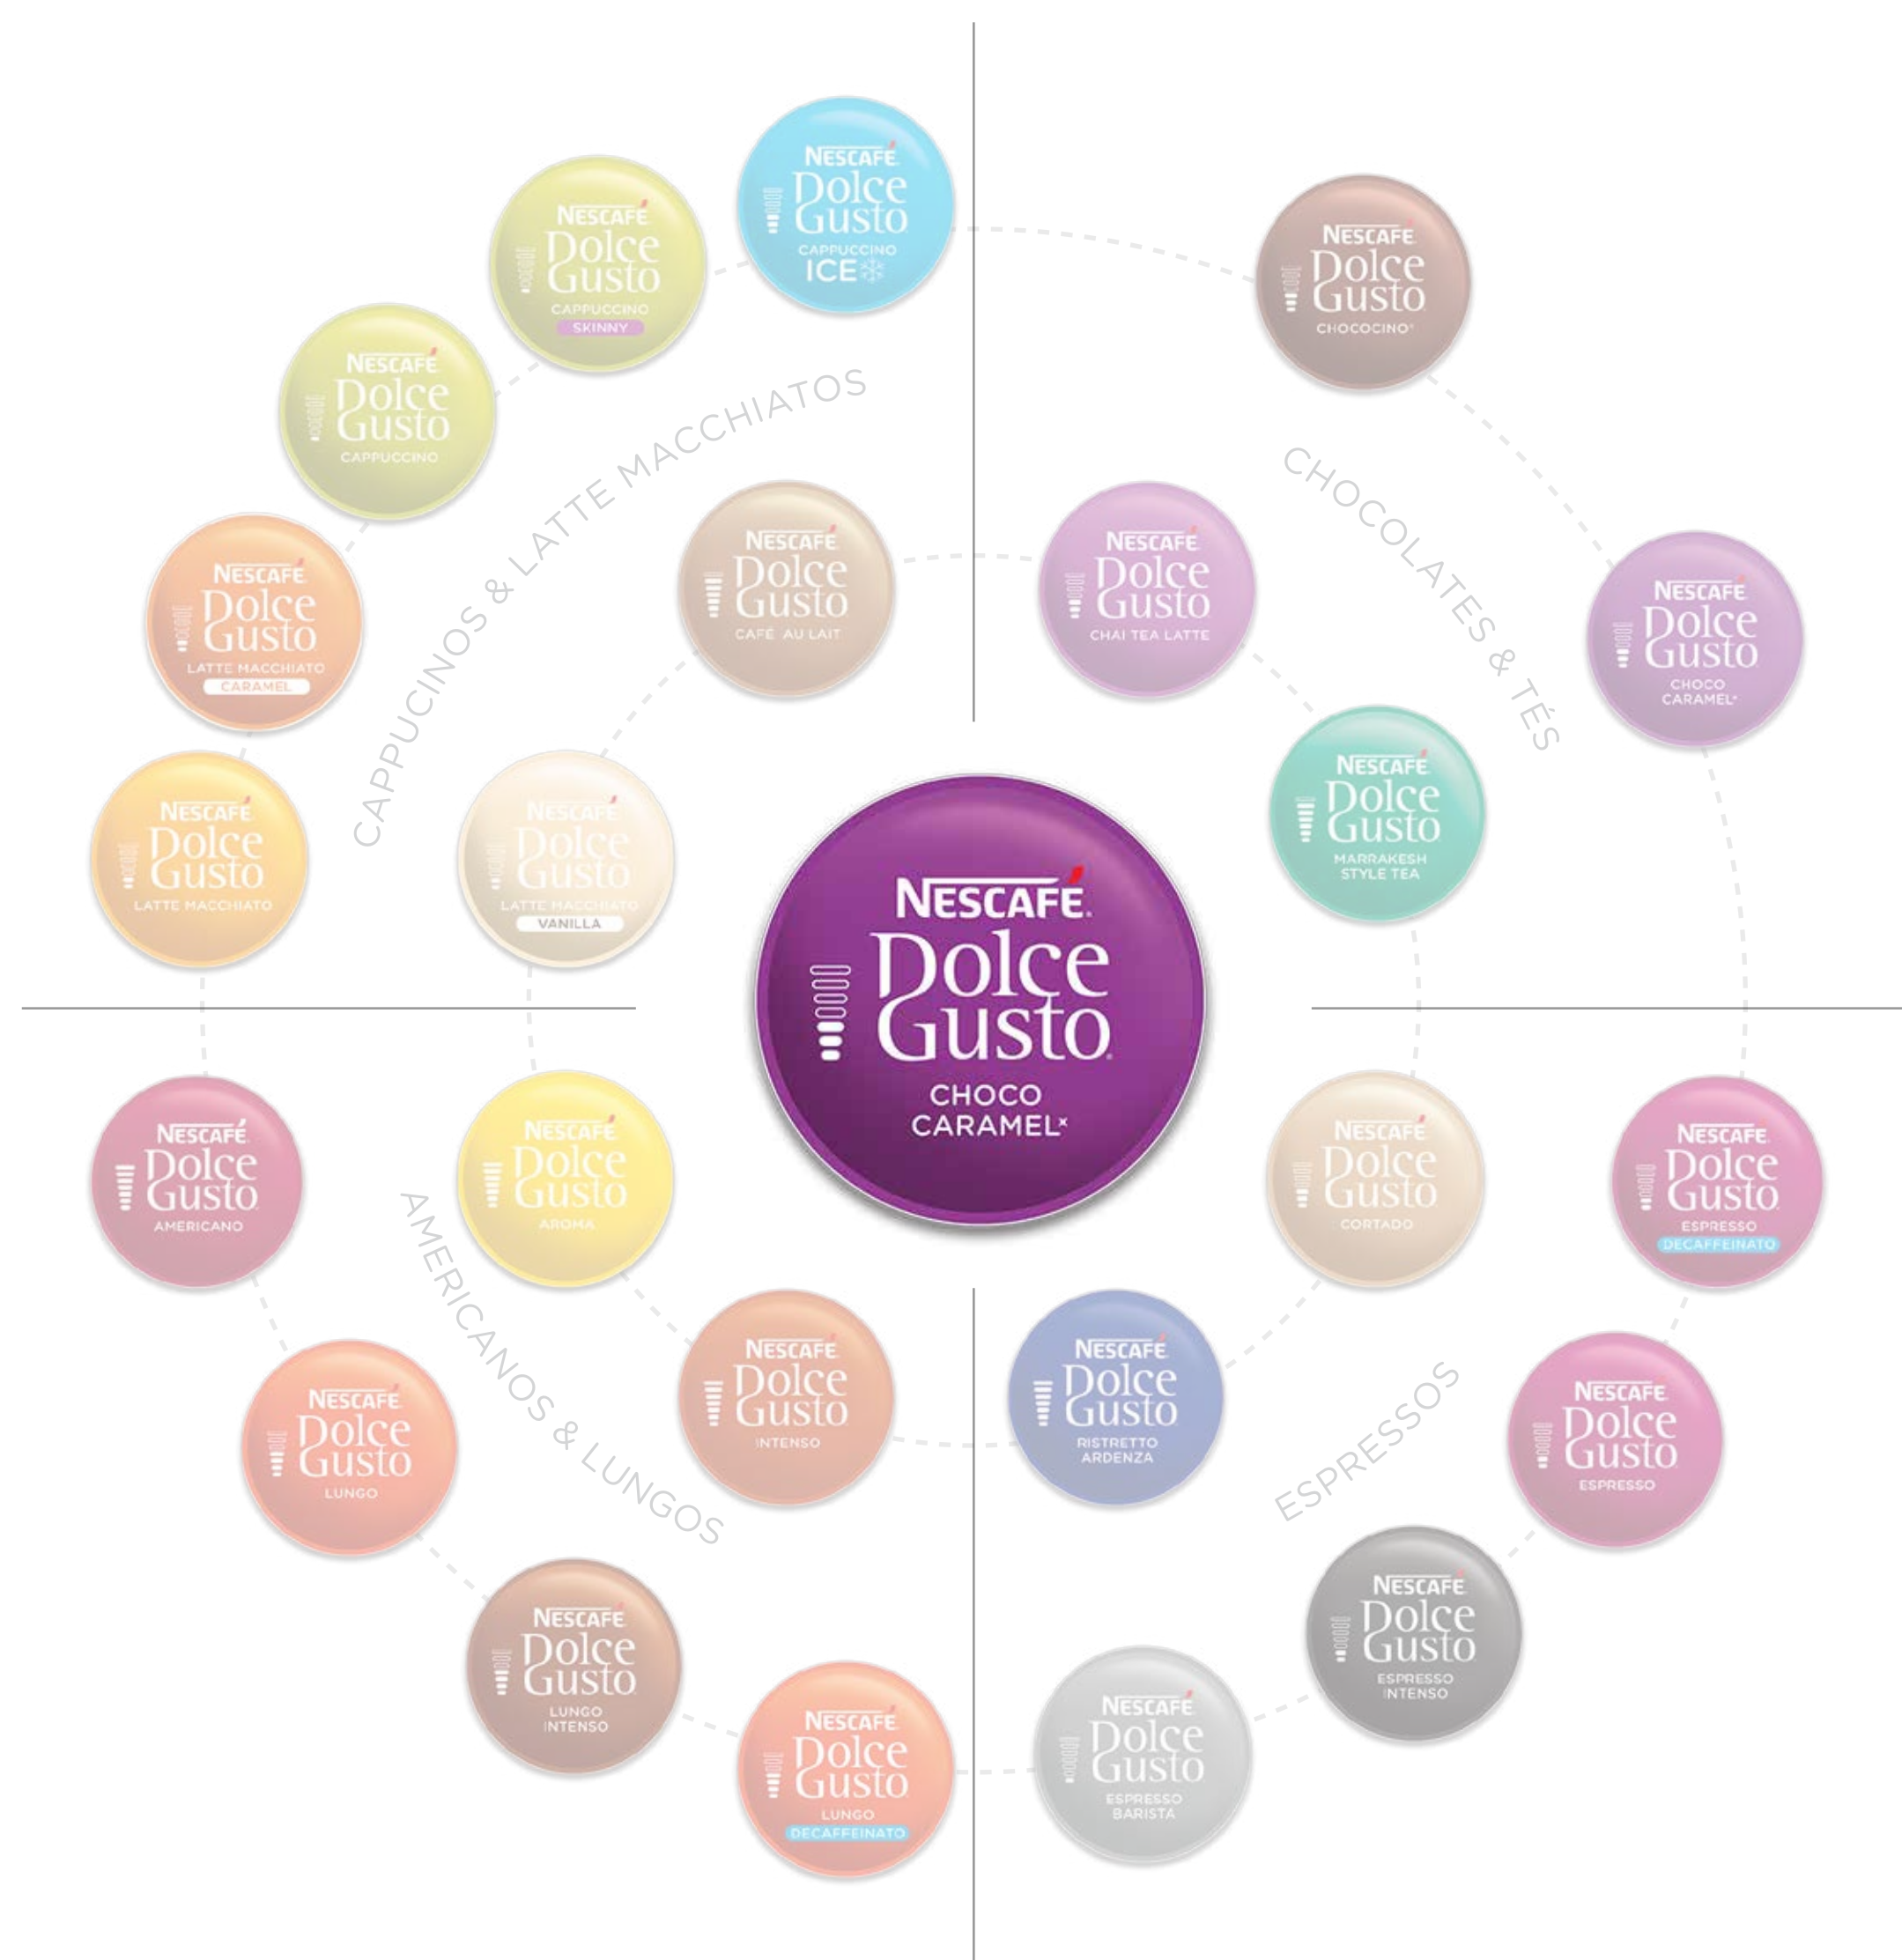 NESCAFÉ
Dolce
Gusto
CAPPUCCINO
ICE
NESCAFÉ
Dolce
Gusto
CAPPUCCINO
SKINNY
NESCAFÉ
Dolce
Gusto
CAPPUCCINO
NESCAFÉ
Dolce
Gusto
LATTE MACCHIATO
CARAMEL
NESCAFÉ
Dolce
Gusto
LATTE MACCHIATO
CAPPUCINOS & LATTE MACCHIATOS
NESCAFÉ
Dolce
Gusto
CAFÉ AU LAIT
NESCAFÉ
Dolce
Gusto
LATTE MACCHIATO
VANILLA
NESCAFÉ
Dolce
Gusto
CHOCOCINO*
NESCAFÉ
Dolce
Gusto
CHOCO
CARAMEL*
CHOCOLATES & TÉS
NESCAFÉ
Dolce
Gusto
CHAI TEA LATTE
NESCAFÉ
Dolce
Gusto
MARRAKESH
STYLE TEA
NESCAFÉ®
Dolce
Gusto®
CHOCO
CARAMEL*
NESCAFÉ
Dolce
Gusto
AMERICANO
NESCAFÉ
Dolce
Gusto
AROMA
AMERICANOS & LUNGOS
NESCAFÉ
Dolce
Gusto
LUNGO
NESCAFÉ
Dolce
Gusto
INTENSO
NESCAFÉ
Dolce
Gusto
LUNGO
INTENSO
NESCAFÉ
Dolce
Gusto
LUNGO
DECAFFEINATO
NESCAFÉ
Dolce
Gusto
CORTADO
NESCAFÉ
Dolce
Gusto
ESPRESSO
DECAFFEINATO
NESCAFÉ
Dolce
Gusto
RISTRETTO
ARDENZA
ESPRESSOS
NESCAFÉ
Dolce
Gusto
ESPRESSO
NESCAFÉ
Dolce
Gusto
ESPRESSO
INTENSO
NESCAFÉ
Dolce
Gusto
ESPRESSO
BARISTA